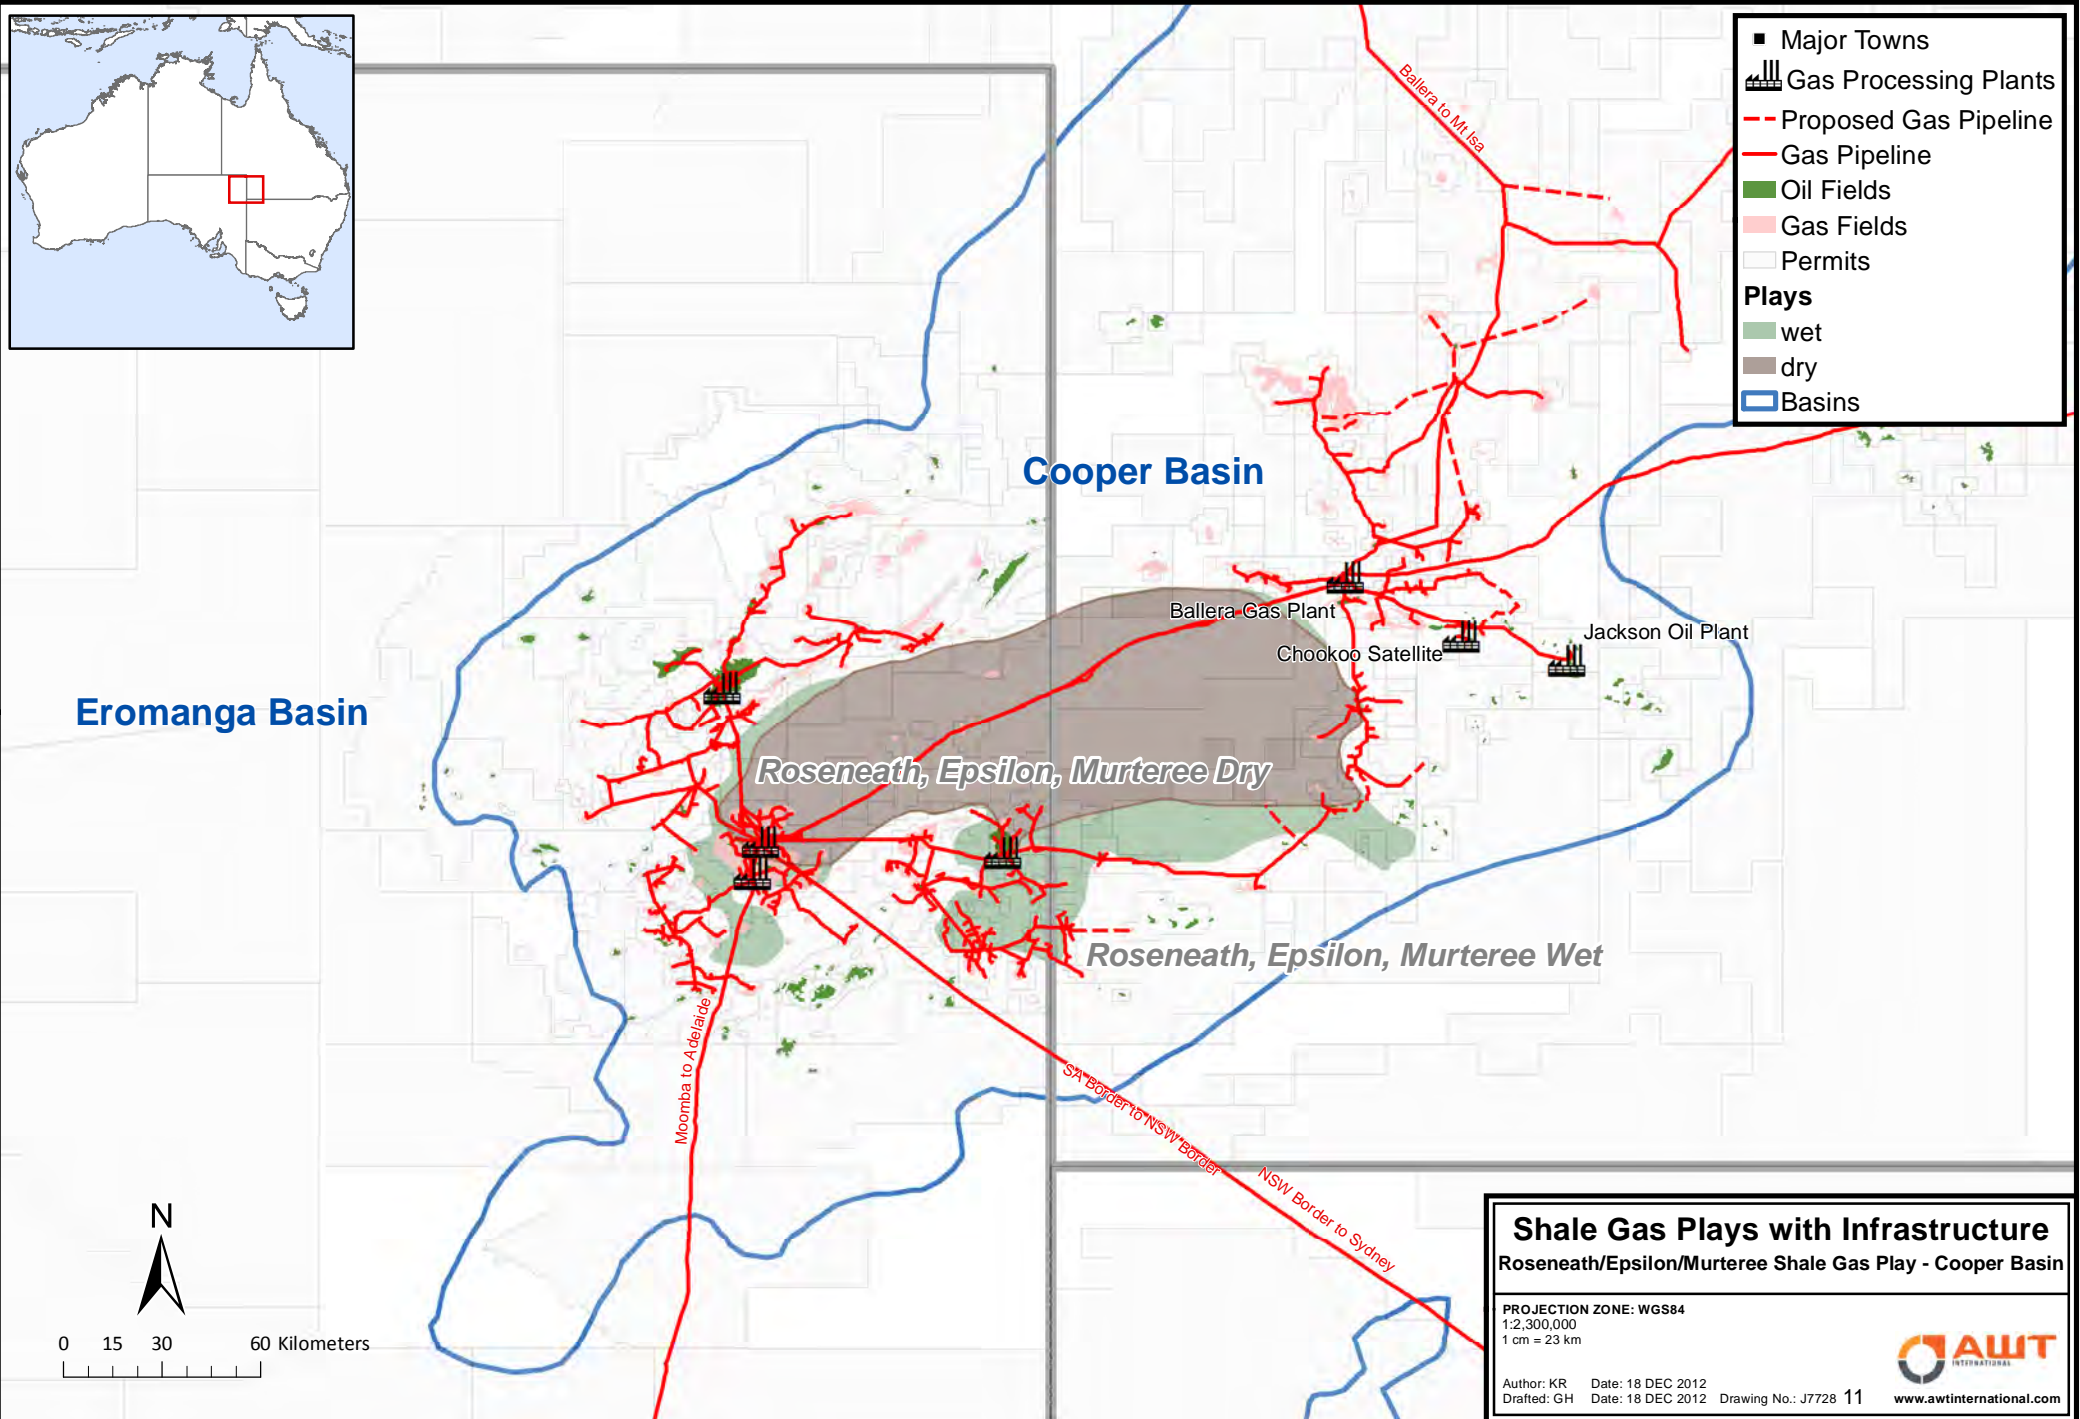 Major Towns
Gas Processing Plants
Proposed Gas Pipeline
Gas Pipeline
Oil Fields
Gas Fields
Permits
Plays
wet
dry
Basins
Ballera to Mt Isa
Cooper Basin
Ballera Gas Plant
Jackson Oil Plant
Chookoo Satellite
Eromanga Basin
Roseneath, Epsilon, Murteree Dry
Roseneath, Epsilon, Murteree Wet
Moomba to Adelaide
SA Border to NSW Border
NSW Border to Sydney
N
0 15 30 60 Kilometers
Shale Gas Plays with Infrastructure
Roseneath/Epsilon/Murteree Shale Gas Play - Cooper Basin
PROJECTION ZONE: WGS84
1:2,300,000
1 cm = 23 km
AWT
INTERNATIONAL
Author: KR Date: 18 DEC 2012
Drafted: GH Date: 18 DEC 2012 Drawing No.: J7728 11
www.awtinternational.com